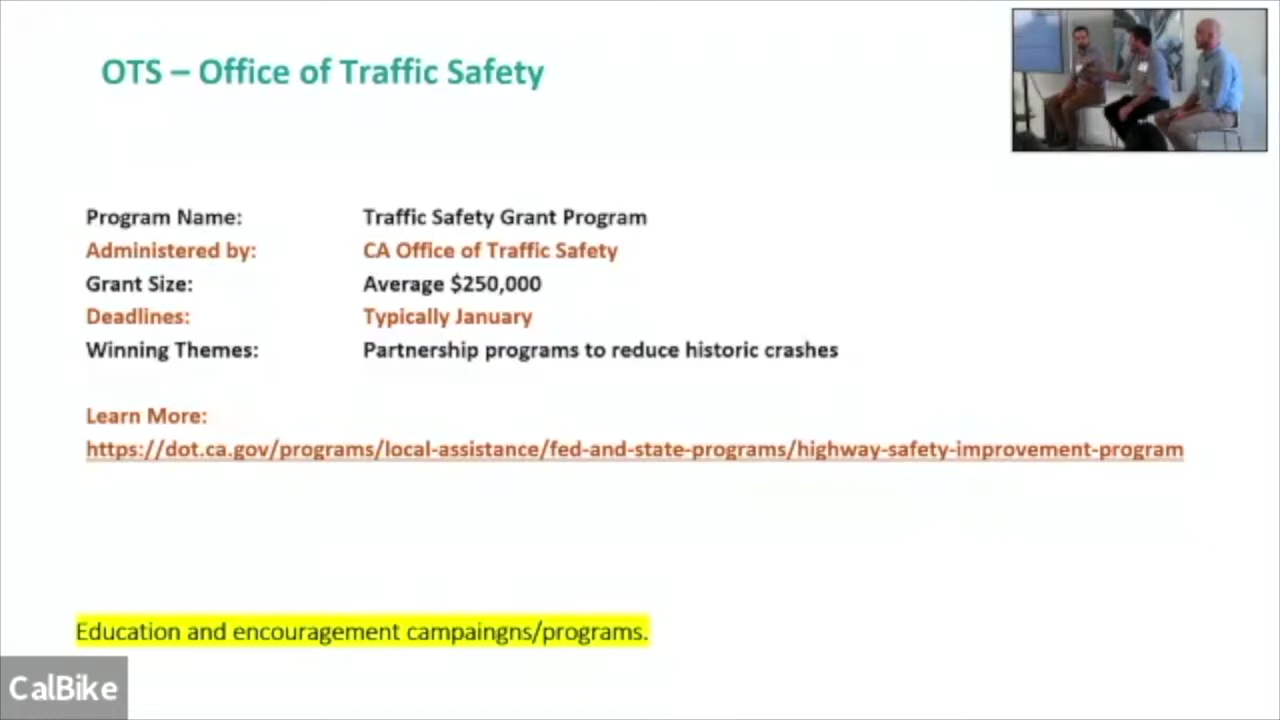 OTS – Office of Traffic Safety
Program Name: Traffic Safety Grant Program
Administered by: CA Office of Traffic Safety
Grant Size: Average $250,000
Deadlines: Typically January
Winning Themes: Partnership programs to reduce historic crashes
Learn More:
https://dot.ca.gov/programs/local-assistance/fed-and-state-programs/highway-safety-improvement-program
Education and encouragement campaingns/programs.
CalBike